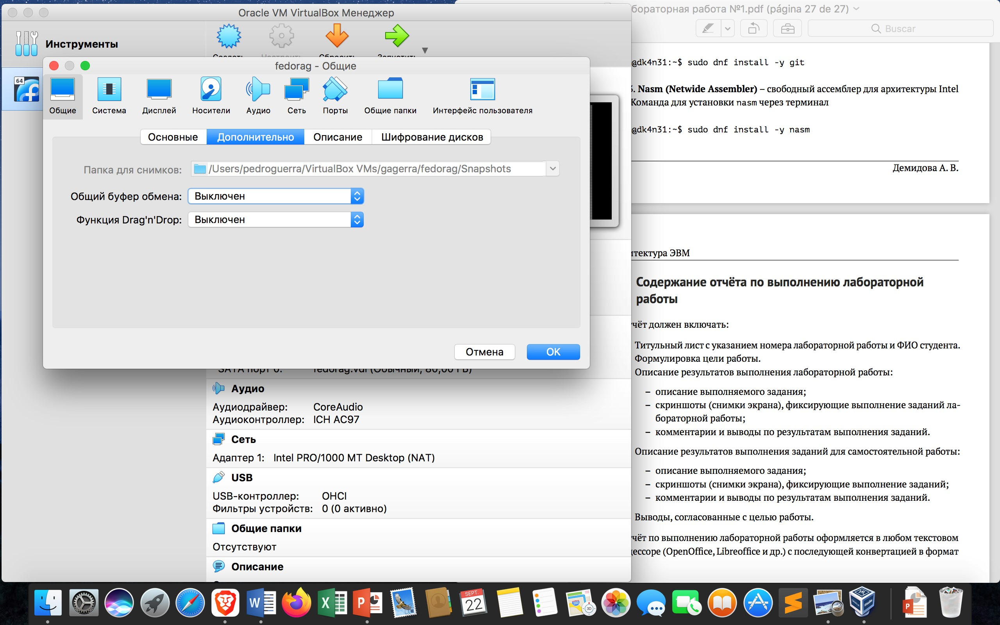 Oracle VM VirtualBox Менеджер
Инструменты
64
fedorag - Общие
Общие
Система
Дисплей
Носители
Аудио
Сеть
Порты
Общие папки
Интерфейс пользователя
Основные
Дополнительно
Описание
Шифрование дисков
Папка для снимков: /Users/pedroguerra/VirtualBox VMs/gagerra/fedorag/Snapshots
Общий буфер обмена: Выключен
Функция Drag'n'Drop: Выключен
Отмена
OK
SATA порт 0: fedorag.vdi (Обычный, 80,00 ГБ)
Аудио
Аудиодрайвер: CoreAudio
Аудиоконтроллер: ICH AC97
Сеть
Адаптер 1: Intel PRO/1000 MT Desktop (NAT)
USB
USB-контроллер: OHCI
Фильтры устройств: 0 (0 активно)
Общие папки
Отсутствуют
Описание
бораторная работа №1.pdf (página 27 de 27)
Buscar
@dk4n31:~$ sudo dnf install -y git
Nasm (Netwide Assembler) – свободный ассемблер для архитектуры Intel
Команда для установки nasm через терминал
@dk4n31:~$ sudo dnf install -y nasm
Демидова А. В.
итектура ЭВМ
Содержание отчёта по выполнению лабораторной
работы
чёт должен включать:
Титульный лист с указанием номера лабораторной работы и ФИО студента.
Формулировка цели работы.
Описание результатов выполнения лабораторной работы:
– описание выполняемого задания;
– скриншоты (снимки экрана), фиксирующие выполнение заданий ла-
бораторной работы;
– комментарии и выводы по результатам выполнения заданий.
Описание результатов выполнения заданий для самостоятельной работы:
– описание выполняемого задания;
– скриншоты (снимки экрана), фиксирующие выполнение заданий;
– комментарии и выводы по результатам выполнения заданий.
Выводы, согласованные с целью работы.
чёт по выполнению лабораторной работы оформляется в любом текстовом
цессоре (OpenOffice, Libreoffice и др.) с последующей конвертацией в формат
W
X
P
SEPT.
22
280
3D
P